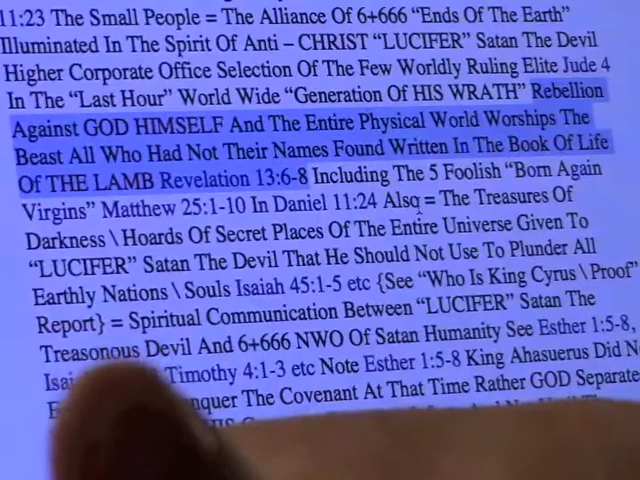 11:23 The Small People = The Alliance Of 6+666 "Ends Of The Earth"
Illuminated In The Spirit Of Anti – CHRIST "LUCIFER" Satan The Devil
Higher Corporate Office Selection Of The Few Worldly Ruling Elite Jude 4
In The "Last Hour" World Wide "Generation Of HIS WRATH" Rebellion
Against GOD HIMSELF And The Entire Physical World Worships The
Beast All Who Had Not Their Names Found Written In The Book Of Life
Of THE LAMB Revelation 13:6-8 Including The 5 Foolish "Born Again
Virgins" Matthew 25:1-10 In Daniel 11:24 Also = The Treasures Of
Darkness \ Hoards Of Secret Places Of The Entire Universe Given To
"LUCIFER" Satan The Devil That He Should Not Use To Plunder All
Earthly Nations \ Souls Isaiah 45:1-5 etc {See "Who Is King Cyrus \ Proof"
Report} = Spiritual Communication Between "LUCIFER" Satan The
Treasonous Devil And 6+666 NWO Of Satan Humanity See Esther 1:5-8,
Timothy 4:1-3 etc Note Esther 1:5-8 King Ahasuerus Did N
The Covenant At That Time Rather GOD Separate